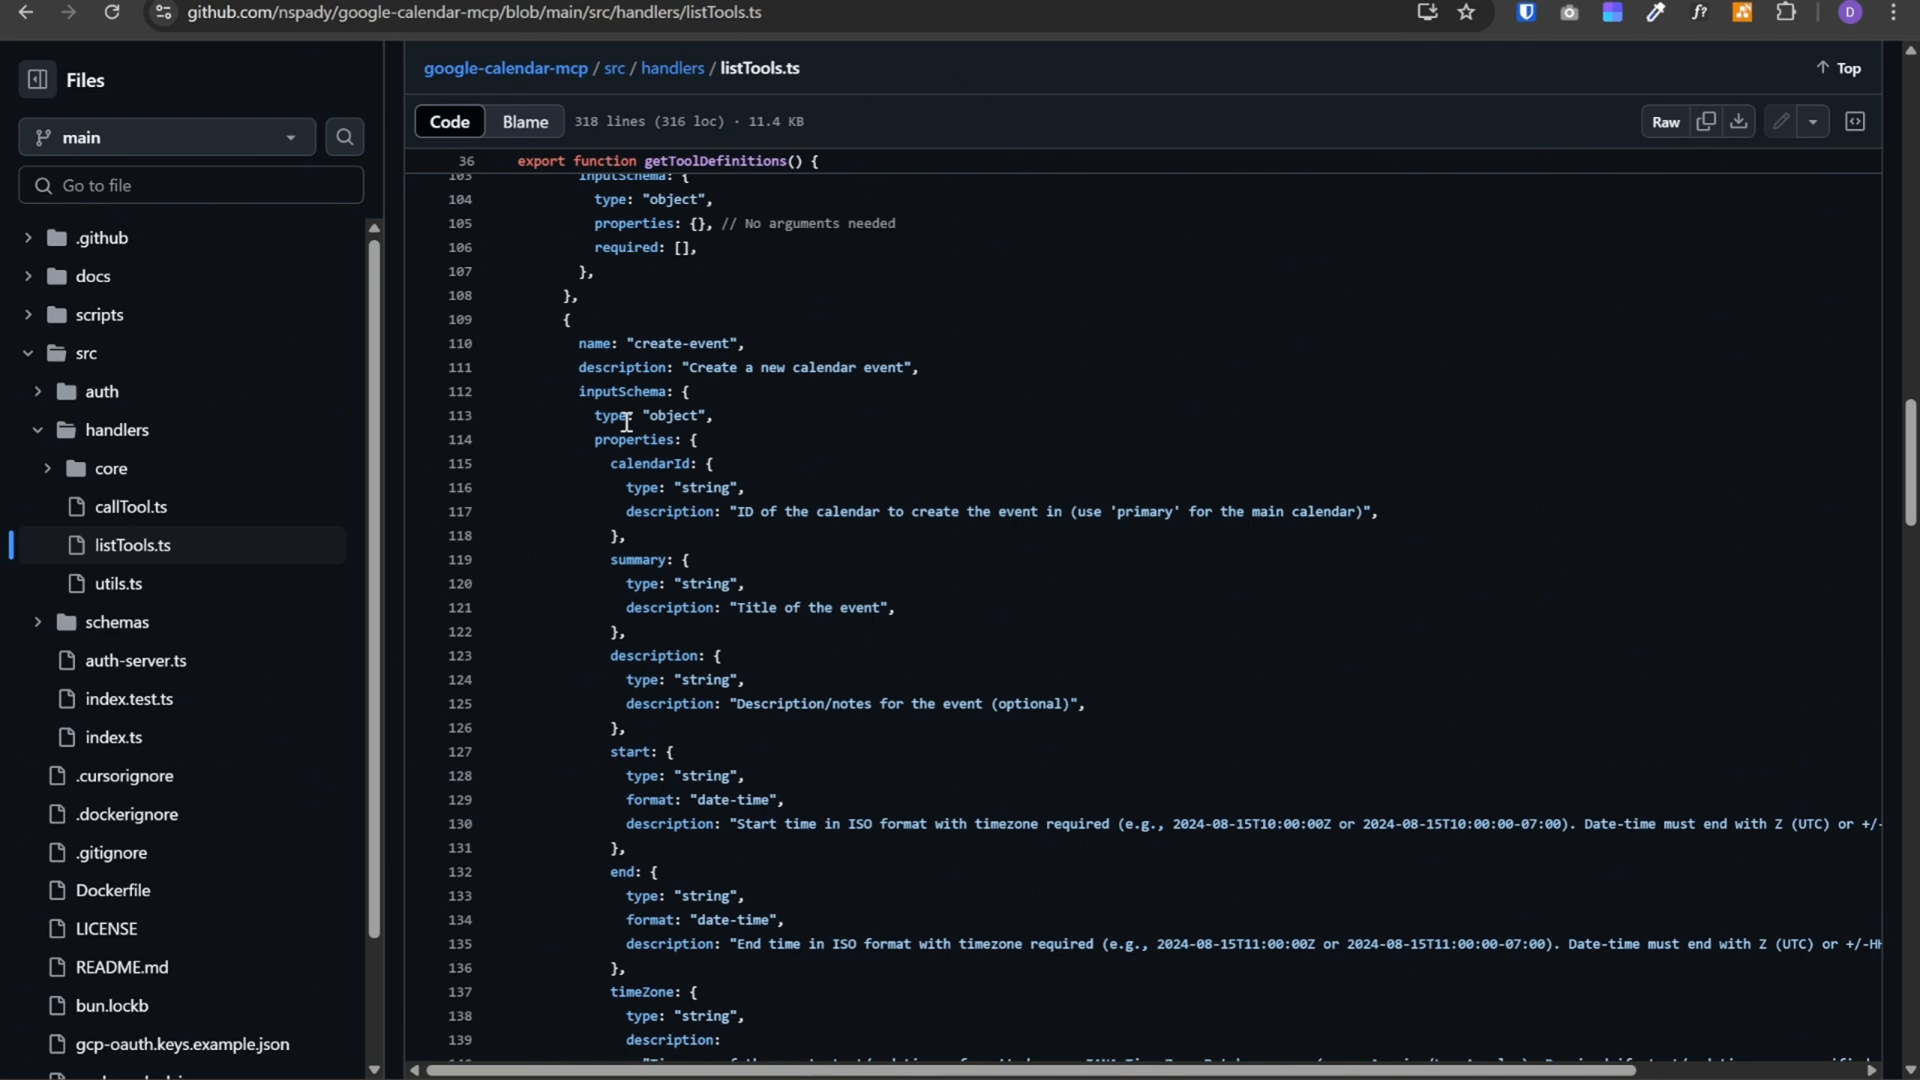 github.com/nspady/google-calendar-mcp/blob/main/src/handlers/listTools.ts
f?
D
Files
main
Go to file
.github
docs
scripts
src
auth
handlers
core
callTool.ts
listTools.ts
utils.ts
schemas
auth-server.ts
index.test.ts
index.ts
.cursorignore
.dockerignore
.gitignore
Dockerfile
LICENSE
README.md
bun.lockb
gcp-oauth.keys.example.json
google-calendar-mcp / src / handlers / listTools.ts
Top
Code Blame 318 lines (316 loc) · 11.4 KB
Raw
36 export function getToolDefinitions() {
103 inputSchema: {
104 type: "object",
105 properties: {}, // No arguments needed
106 required: [],
107 },
108 },
109 {
110 name: "create-event",
111 description: "Create a new calendar event",
112 inputSchema: {
113 type: "object",
114 properties: {
115 calendarId: {
116 type: "string",
117 description: "ID of the calendar to create the event in (use 'primary' for the main calendar)",
118 },
119 summary: {
120 type: "string",
121 description: "Title of the event",
122 },
123 description: {
124 type: "string",
125 description: "Description/notes for the event (optional)",
126 },
127 start: {
128 type: "string",
129 format: "date-time",
130 description: "Start time in ISO format with timezone required (e.g., 2024-08-15T10:00:00Z or 2024-08-15T10:00:00-07:00). Date-time must end with Z (UTC) or +/-
131 },
132 end: {
133 type: "string",
134 format: "date-time",
135 description: "End time in ISO format with timezone required (e.g., 2024-08-15T11:00:00Z or 2024-08-15T11:00:00-07:00). Date-time must end with Z (UTC) or +/-H
136 },
137 timeZone: {
138 type: "string",
139 description: